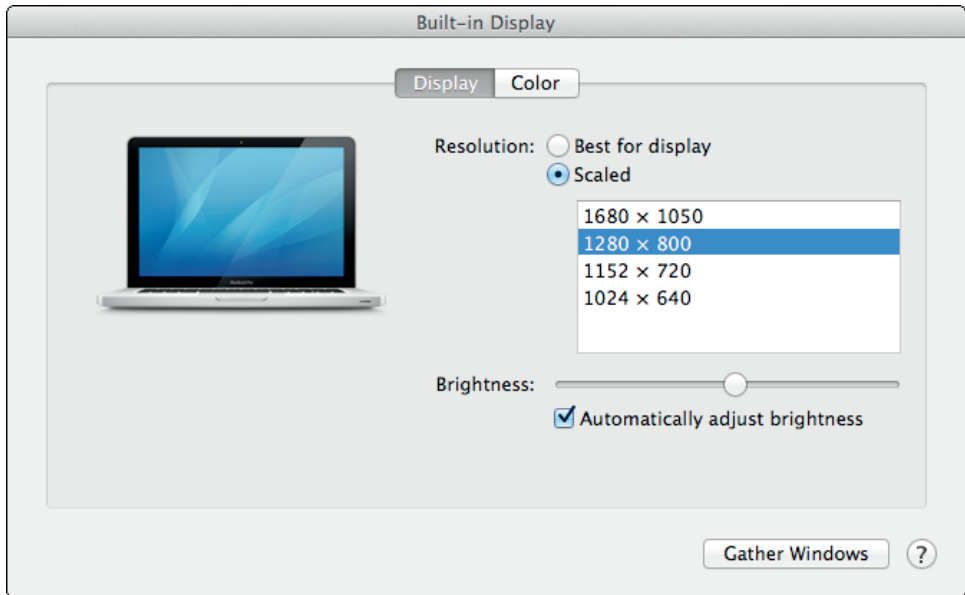 Built-in Display
Display Color
Resolution: Best for display
Scaled
1680 × 1050
1280 × 800
1152 × 720
1024 × 640
Brightness:
Automatically adjust brightness
Gather Windows ?